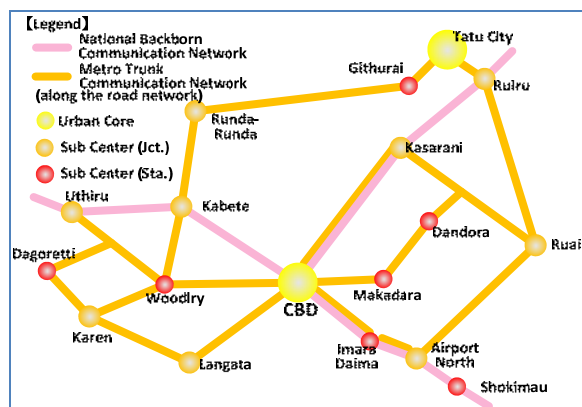 【Legend】
National Backborn
Communication Network
Metro Trunk
Communication Network
(along the road network)
Urban Core
Sub Center (Jct.)
Sub Center (Sta.)
Tatu City
Githurai
Ruiru
Runda-
Runda
Kasarani
Uthiru
Kabete
Dandora
Dagoretti
Ruai
Woodlry
Makadara
CBD
Karen
Imara
Daima
Airport
North
Langata
Shokimau